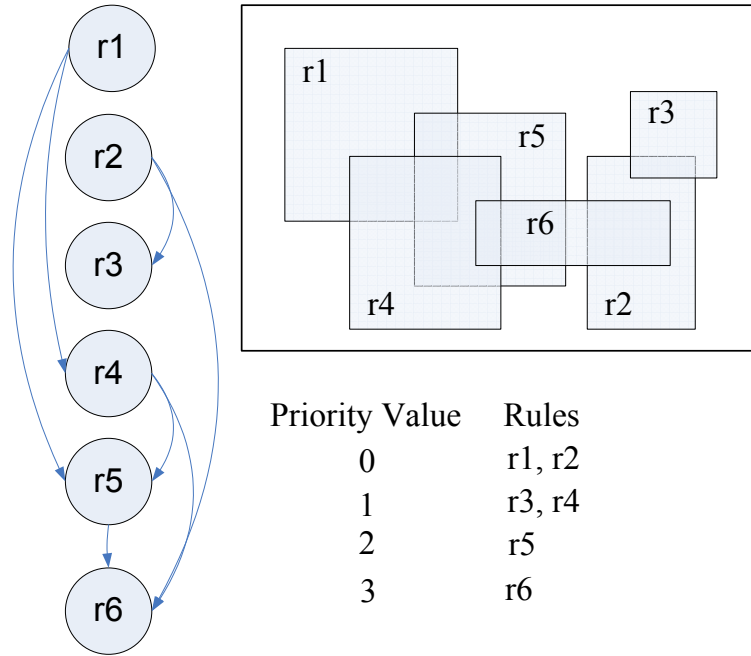 r1
r2
r3
r4
r5
r6
r1
r3
r5
r6
r4
r2
Priority Value Rules
0 r1, r2
1 r3, r4
2 r5
3 r6